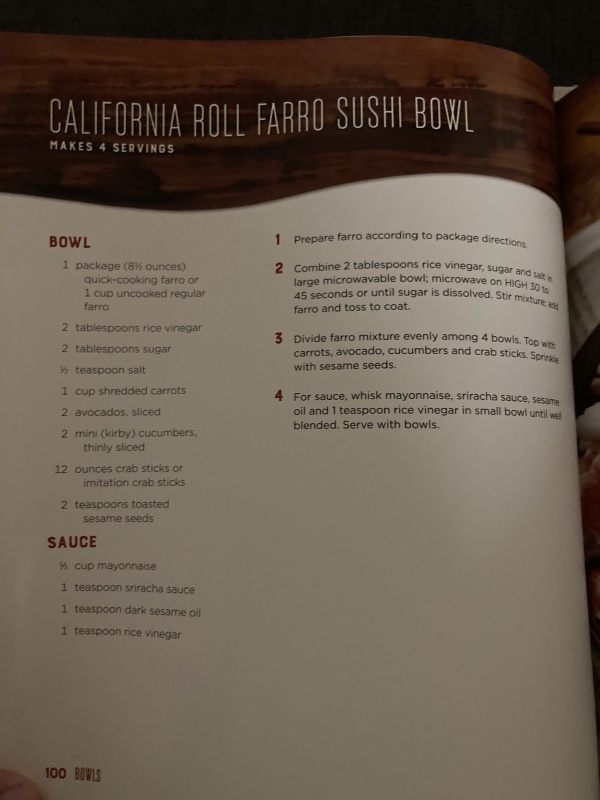 CALIFORNIA ROLL FARRO SUSHI BOWL
MAKES 4 SERVINGS
BOWL
1 package (8½ ounces)
quick-cooking farro or
1 cup uncooked regular
farro
2 tablespoons rice vinegar
2 tablespoons sugar
½ teaspoon salt
1 cup shredded carrots
2 avocados, sliced
2 mini (kirby) cucumbers,
thinly sliced
12 ounces crab sticks or
imitation crab sticks
2 teaspoons toasted
sesame seeds
SAUCE
cup mayonnaise
1 teaspoon sriracha sauce
1 teaspoon dark sesame oil
1 teaspoon rice vinegar
1 Prepare farro according to package directions.
2 Combine 2 tablespoons rice vinegar, sugar and salt in
large microwavable bowl; microwave on HIGH 30 to
45 seconds or until sugar is dissolved. Stir mixture; add
farro and toss to coat.
3 Divide farro mixture evenly among 4 bowls. Top with
carrots, avocado, cucumbers and crab sticks. Sprinkle
with sesame seeds.
4 For sauce, whisk mayonnaise, sriracha sauce, sesame
oil and 1 teaspoon rice vinegar in small bowl until well
blended. Serve with bowls.
100 BOWLS